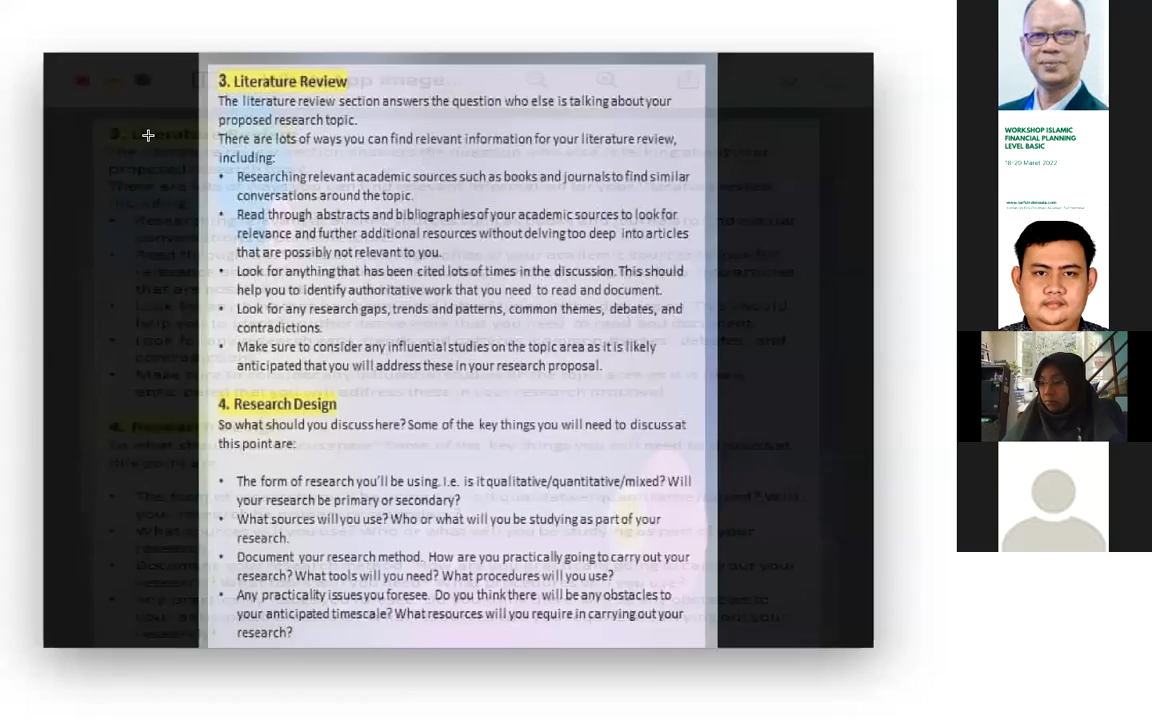 3. Literature Review
The literature review section answers the question who else is talking about your
proposed research topic.
There are lots of ways you can find relevant information for your literature review,
including:
• Researching relevant academic sources such as books and journals to find similar
conversations around the topic.
• Read through abstracts and bibliographies of your academic sources to look for
relevance and further additional resources without delving too deep into articles
that are possibly not relevant to you.
• Look for anything that has been cited lots of times in the discussion. This should
help you to identify authoritative work that you need to read and document.
• Look for any research gaps, trends and patterns, common themes, debates, and
contradictions.
• Make sure to consider any influential studies on the topic area as it is likely
anticipated that you will address these in your research proposal.
4. Research Design
So what should you discuss here? Some of the key things you will need to discuss at
this point are:
• The form of research you'll be using. I.e. is it qualitative/quantitative/mixed? Will
your research be primary or secondary?
• What sources will you use? Who or what will you be studying as part of your
research.
• Document your research method. How are you practically going to carry out your
research? What tools will you need? What procedures will you use?
• Any practicality issues you foresee. Do you think there will be any obstacles to
your anticipated timescale? What resources will you require in carrying out your
research?
WORKSHOP ISLAMIC
FINANCIAL PLANNING
LEVEL BASIC
18-20 Maret 2022